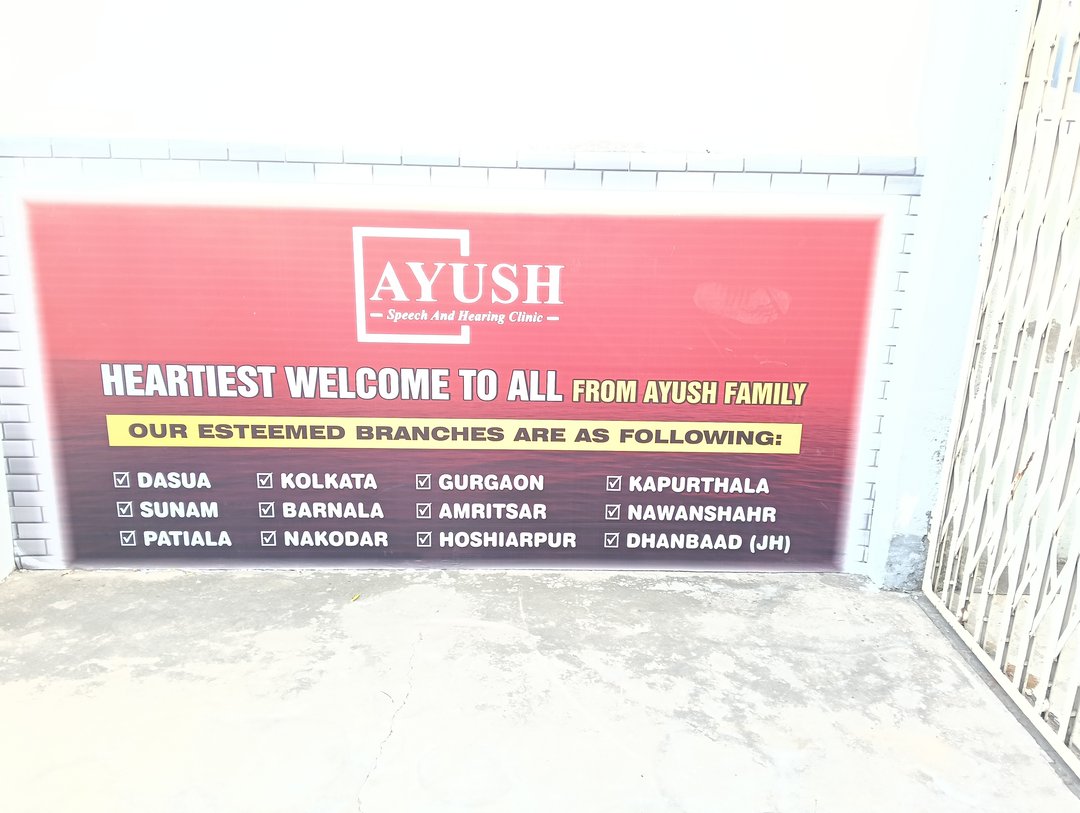 AYUSH
Speech And Hearing Clinic
HEARTIEST WELCOME TO ALL FROM AYUSH FAMILY
OUR ESTEEMED BRANCHES ARE AS FOLLOWING:
DASUA KOLKATA GURGAON KAPURTHALA
SUNAM BARNALA AMRITSAR NAWANSHAHR
PATIALA NAKODAR HOSHIARPUR DHANBAAD (JH)